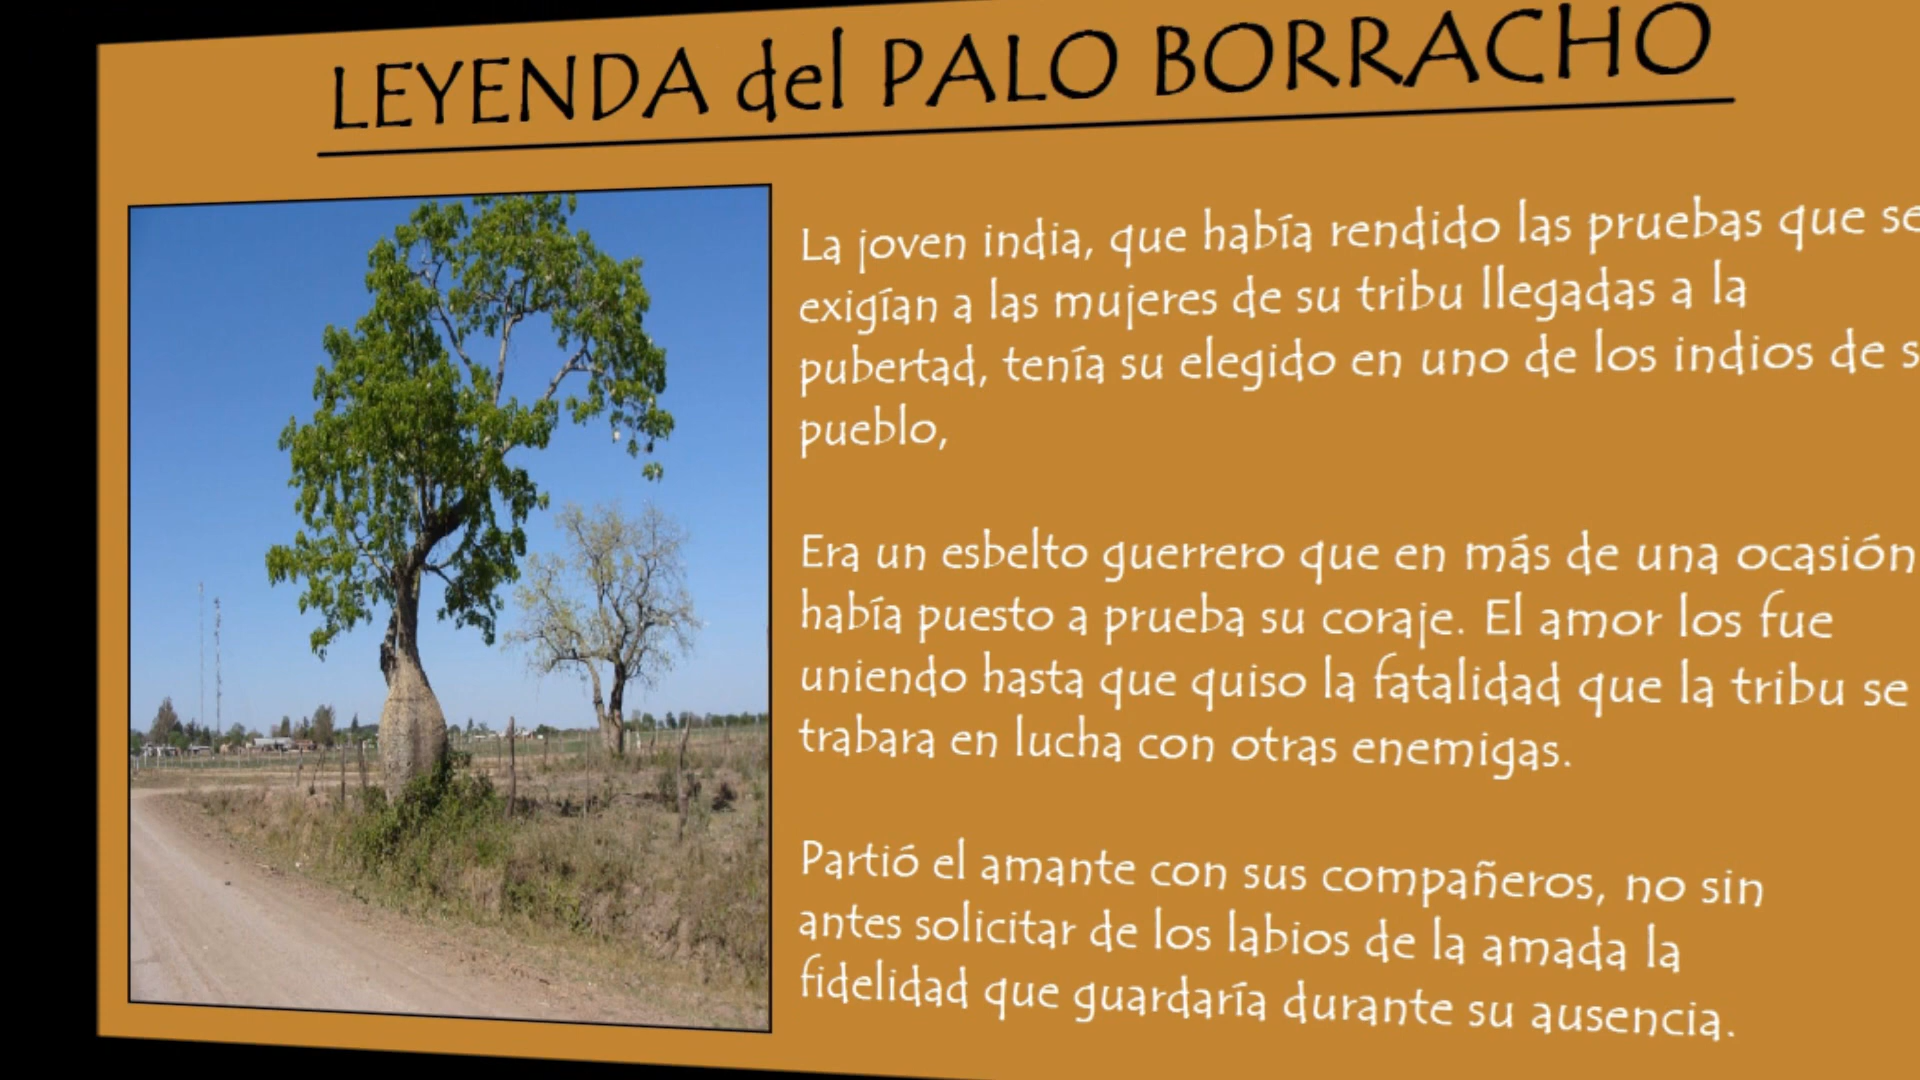 LEYENDA del PALO BORRACHO
La joven india, que había rendido las pruebas que se
exigían a las mujeres de su tribu llegadas a la
pubertad, tenía su elegido en uno de los indios de s
pueblo,
Era un esbelto guerrero que en más de una ocasión
había puesto a prueba su coraje. El amor los fue
uniendo hasta que quiso la fatalidad que la tribu se
trabara en lucha con otras enemigas.
Partió el amante con sus compañeros, no sin
antes solicitar de los labios de la amada la
fidelidad que guardaría durante su ausencia.